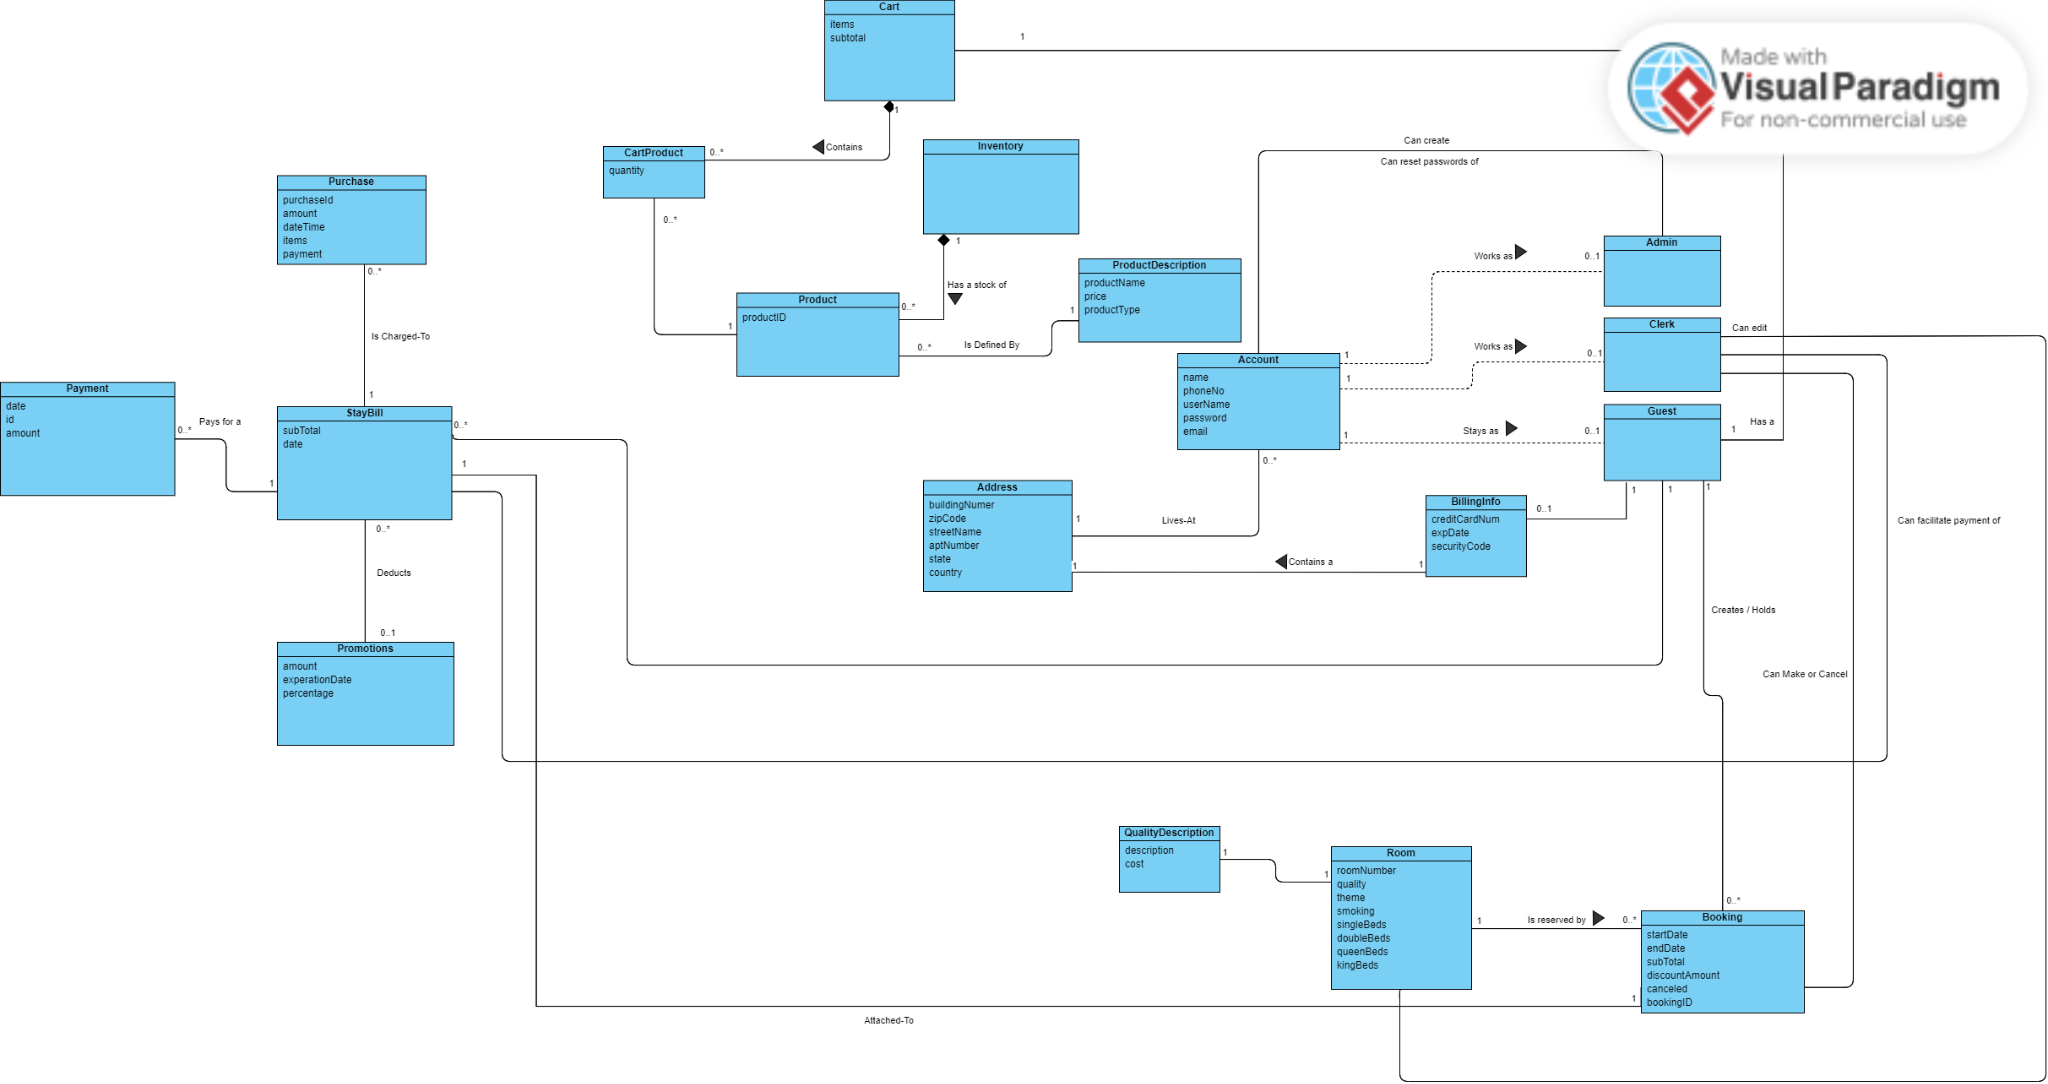 Cart
items
subtotal
1
Made with
Visual Paradigm
For non-commercial use
1
Contains
0..*
CartProduct
quantity
0..*
Inventory
1
Can create
Can reset passwords of
Purchase
purchaseId
amount
dateTime
items
payment
0..*
Is Charged-To
1
ProductDescription
productName
price
productType
1
Has a stock of
0..*
Product
productID
1
0..*
Is Defined By
Works as
0..1
Admin
Works as
0..1
Clerk
Can edit
1
1
1
Account
name
phoneNo
userName
password
email
0..*
Stays as
0..1
Guest
1
Has a
Payment
date
id
amount
0..*
Pays for a
1
StayBill
subTotal
date
0..*
1
0..*
Deducts
0..1
Promotions
amount
experationDate
percentage
Address
buildingNumer
zipCode
streetName
aptNumber
state
country
1
Lives-At
1
Contains a
1
BillingInfo
creditCardNum
expDate
securityCode
0..1
1
1
1
Can facilitate payment of
Creates / Holds
Can Make or Cancel
QualityDescription
description
cost
1
1
Room
roomNumber
quality
theme
smoking
singleBeds
doubleBeds
queenBeds
kingBeds
1
Is reserved by
0..*
0..*
Booking
startDate
endDate
subTotal
discountAmount
canceled
bookingID
1
Attached-To